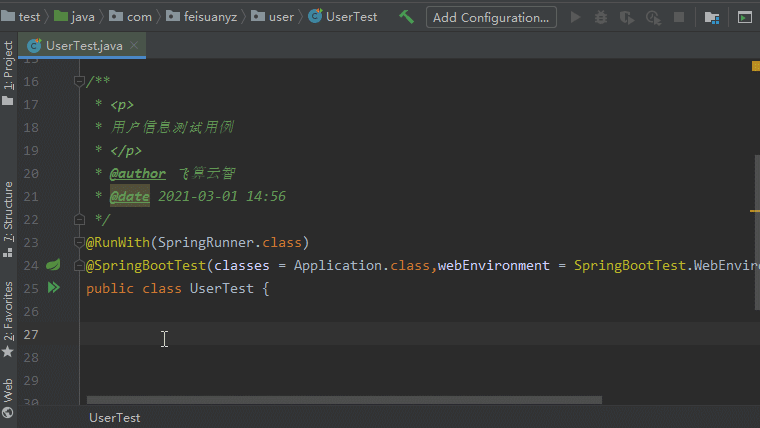 test java com feisuanyz user UserTest Add Configuration...
UserTest.java
1: Project
7: Structure
2: Favorites
Web
16 /**
17 * <p>
18 * 用户信息测试用例
19 * </p>
20 * @author 飞算云智
21 * @date 2021-03-01 14:56
22 */
23 @RunWith(SpringRunner.class)
24 @SpringBootTest(classes = Application.class,webEnvironment = SpringBootTest.WebEnviro
25 public class UserTest {
26
27
28
29
30
UserTest